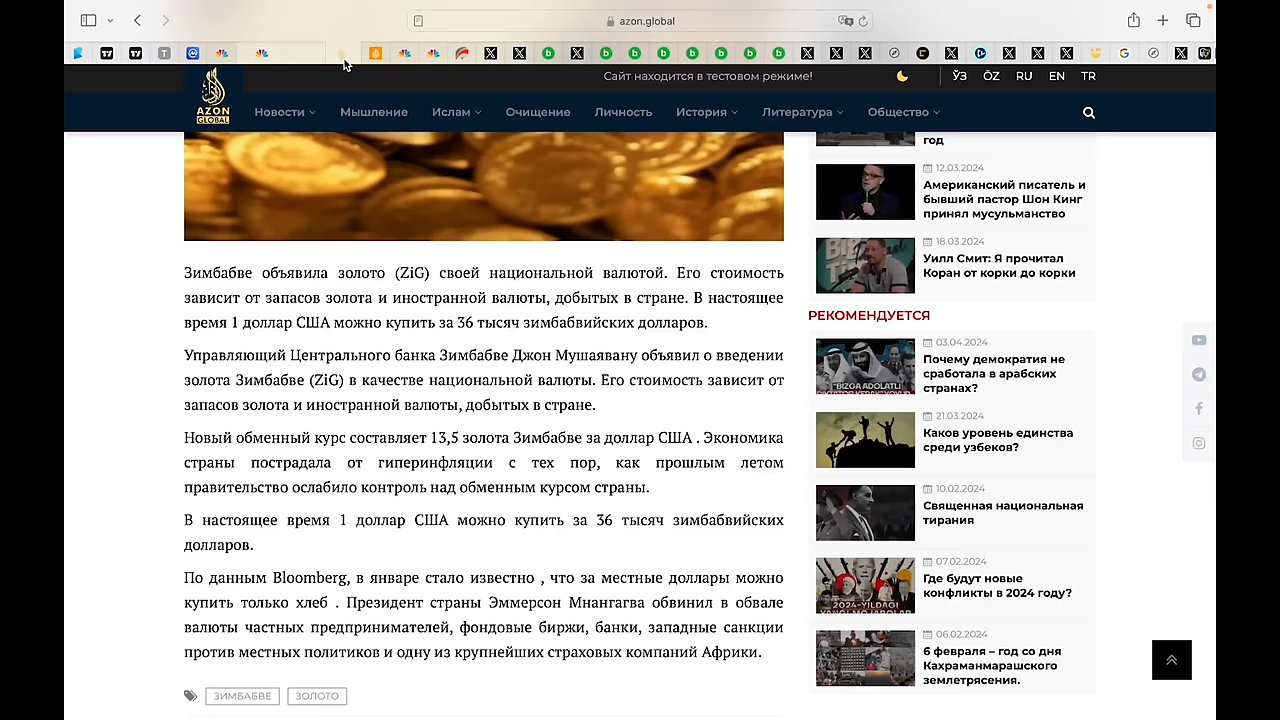 azon.global
Сайт находится в тестовом режиме!
ЎЗ
ÖZ
RU
EN
TR
AZON
GLOBAL
Новости
Мышление
Ислам
Очищение
Личность
История
Литература
Общество
Зимбабве объявила золото (ZiG) своей национальной валютой. Его стоимость
зависит от запасов золота и иностранной валюты, добытых в стране. В настоящее
время 1 доллар США можно купить за 36 тысяч зимбабвийских долларов.
Управляющий Центрального банка Зимбабве Джон Мушаявану объявил о введении
золота Зимбабве (ZiG) в качестве национальной валюты. Его стоимость зависит от
запасов золота и иностранной валюты, добытых в стране.
Новый обменный курс составляет 13,5 золота Зимбабве за доллар США . Экономика
страны пострадала от гиперинфляции с тех пор, как прошлым летом
правительство ослабило контроль над обменным курсом страны.
В настоящее время 1 доллар США можно купить за 36 тысяч зимбабвийских
долларов.
По данным Bloomberg, в январе стало известно , что за местные доллары можно
купить только хлеб . Президент страны Эммерсон Мнангагва обвинил в обвале
валюты частных предпринимателей, фондовые биржи, банки, западные санкции
против местных политиков и одну из крупнейших страховых компаний Африки.
ЗИМБАБВЕ
ЗОЛОТО
год
12.03.2024
Американский писатель и
бывший пастор Шон Кинг
принял мусульманство
18.03.2024
Уилл Смит: Я прочитал
Коран от корки до корки
РЕКОМЕНДУЕТСЯ
03.04.2024
Почему демократия не
сработала в арабских
странах?
"BIZGA ADOLATLI
21.03.2024
Каков уровень единства
среди узбеков?
10.02.2024
Священная национальная
тирания
07.02.2024
Где будут новые
конфликты в 2024 году?
2024-YILDAGI
06.02.2024
6 февраля – год со дня
Кахраманмарашского
землетрясения.